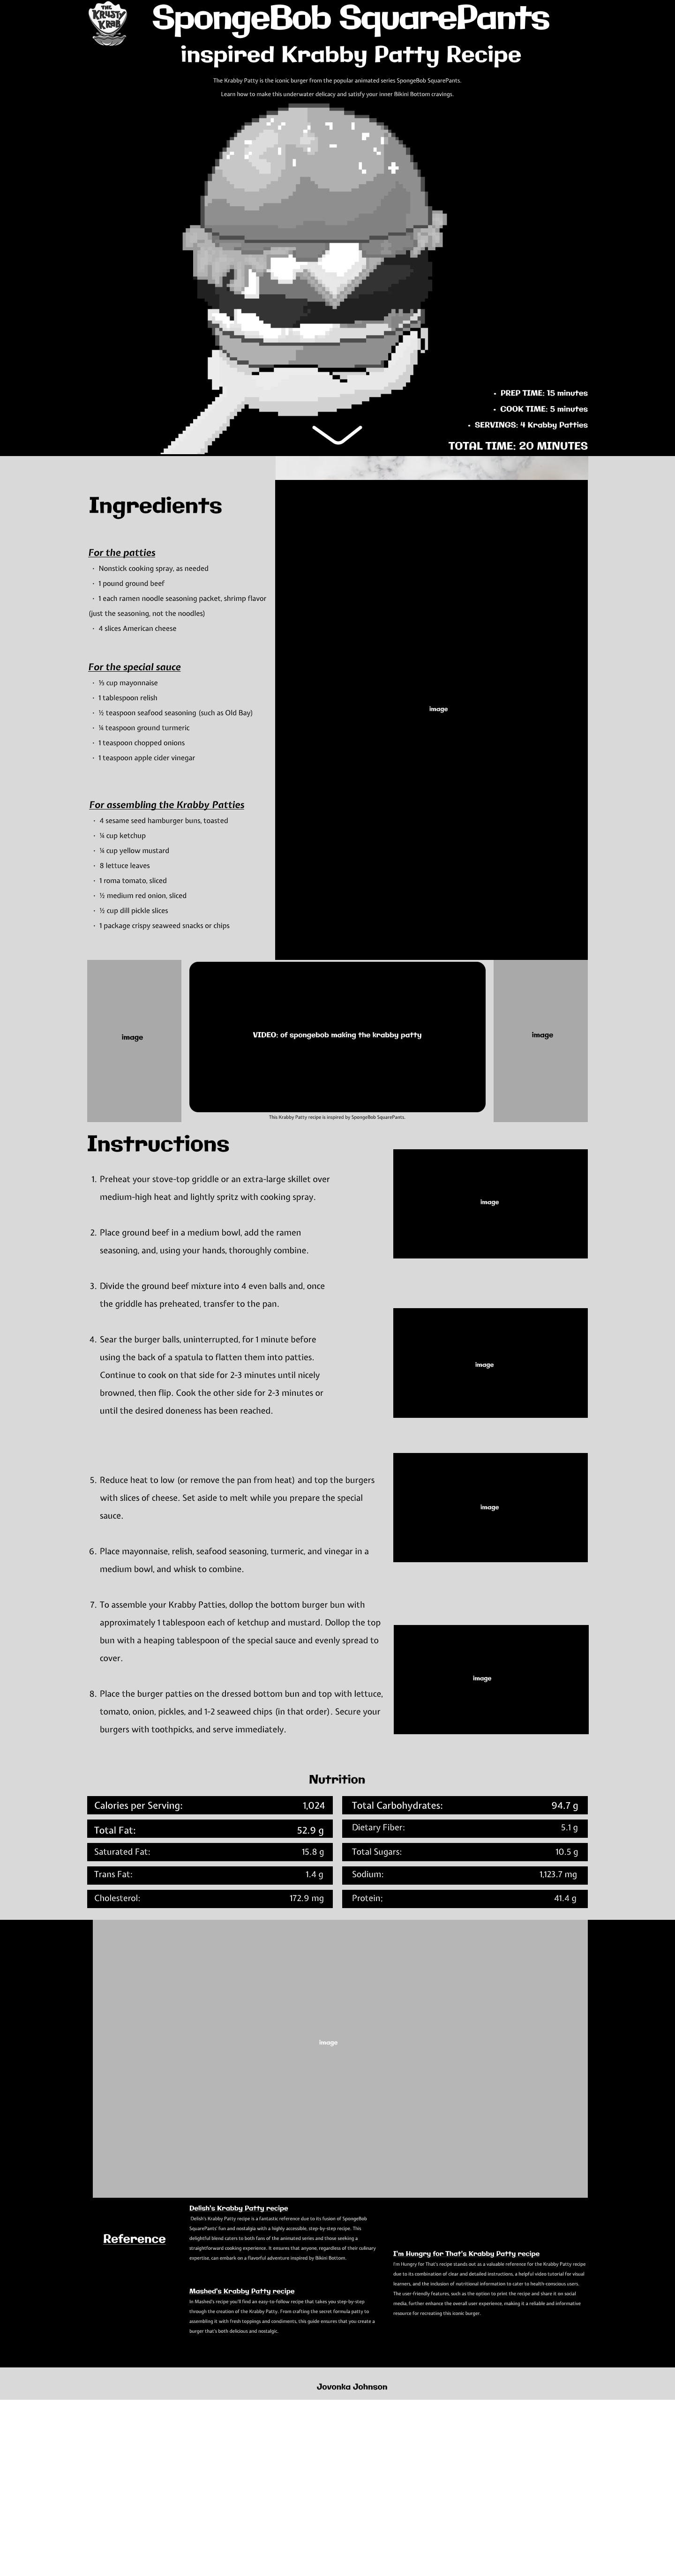 THE
KRUSTY
KRAB
SpongeBob SquarePants
inspired Krabby Patty Recipe
The Krabby Patty is the iconic burger from the popular animated series SpongeBob SquarePants.
Learn how to make this underwater delicacy and satisfy your inner Bikini Bottom cravings.
• PREP TIME: 15 minutes
• COOK TIME: 5 minutes
• SERVINGS: 4 Krabby Patties
TOTAL TIME: 20 MINUTES
Ingredients
For the patties
• Nonstick cooking spray, as needed
• 1 pound ground beef
• 1 each ramen noodle seasoning packet, shrimp flavor
(just the seasoning, not the noodles)
• 4 slices American cheese
For the special sauce
• ⅓ cup mayonnaise
• 1 tablespoon relish
• ½ teaspoon seafood seasoning (such as Old Bay)
• ¼ teaspoon ground turmeric
• 1 teaspoon chopped onions
• 1 teaspoon apple cider vinegar
image
For assembling the Krabby Patties
• 4 sesame seed hamburger buns, toasted
• ¼ cup ketchup
• ¼ cup yellow mustard
• 8 lettuce leaves
• 1 roma tomato, sliced
• ½ medium red onion, sliced
• ½ cup dill pickle slices
• 1 package crispy seaweed snacks or chips
image
VIDEO: of spongebob making the krabby patty
image
This Krabby Patty recipe is inspired by SpongeBob SquarePants.
Instructions
1. Preheat your stove-top griddle or an extra-large skillet over
medium-high heat and lightly spritz with cooking spray.
image
2. Place ground beef in a medium bowl, add the ramen
seasoning, and, using your hands, thoroughly combine.
3. Divide the ground beef mixture into 4 even balls and, once
the griddle has preheated, transfer to the pan.
4. Sear the burger balls, uninterrupted, for 1 minute before
using the back of a spatula to flatten them into patties.
Continue to cook on that side for 2-3 minutes until nicely
browned, then flip. Cook the other side for 2-3 minutes or
until the desired doneness has been reached.
image
5. Reduce heat to low (or remove the pan from heat) and top the burgers
with slices of cheese. Set aside to melt while you prepare the special
sauce.
image
6. Place mayonnaise, relish, seafood seasoning, turmeric, and vinegar in a
medium bowl, and whisk to combine.
7. To assemble your Krabby Patties, dollop the bottom burger bun with
approximately 1 tablespoon each of ketchup and mustard. Dollop the top
bun with a heaping tablespoon of the special sauce and evenly spread to
cover.
image
8. Place the burger patties on the dressed bottom bun and top with lettuce,
tomato, onion, pickles, and 1-2 seaweed chips (in that order). Secure your
burgers with toothpicks, and serve immediately.
Nutrition
Calories per Serving: 1,024
Total Fat: 52.9 g
Saturated Fat: 15.8 g
Trans Fat: 1.4 g
Cholesterol: 172.9 mg
Total Carbohydrates: 94.7 g
Dietary Fiber: 5.1 g
Total Sugars: 10.5 g
Sodium: 1,123.7 mg
Protein; 41.4 g
image
Reference
Delish's Krabby Patty recipe
Delish's Krabby Patty recipe is a fantastic reference due to its fusion of SpongeBob
SquarePants' fun and nostalgia with a highly accessible, step-by-step recipe. This
delightful blend caters to both fans of the animated series and those seeking a
straightforward cooking experience. It ensures that anyone, regardless of their culinary
expertise, can embark on a flavorful adventure inspired by Bikini Bottom.
Mashed's Krabby Patty recipe
In Mashed's recipe you'll find an easy-to-follow recipe that takes you step-by-step
through the creation of the Krabby Patty. From crafting the secret formula patty to
assembling it with fresh toppings and condiments, this guide ensures that you create a
burger that's both delicious and nostalgic.
I'm Hungry for That's Krabby Patty recipe
I'm Hungry for That's recipe stands out as a valuable reference for the Krabby Patty recipe
due to its combination of clear and detailed instructions, a helpful video tutorial for visual
learners, and the inclusion of nutritional information to cater to health-conscious users.
The user-friendly features, such as the option to print the recipe and share it on social
media, further enhance the overall user experience, making it a reliable and informative
resource for recreating this iconic burger.
Jovonka Johnson